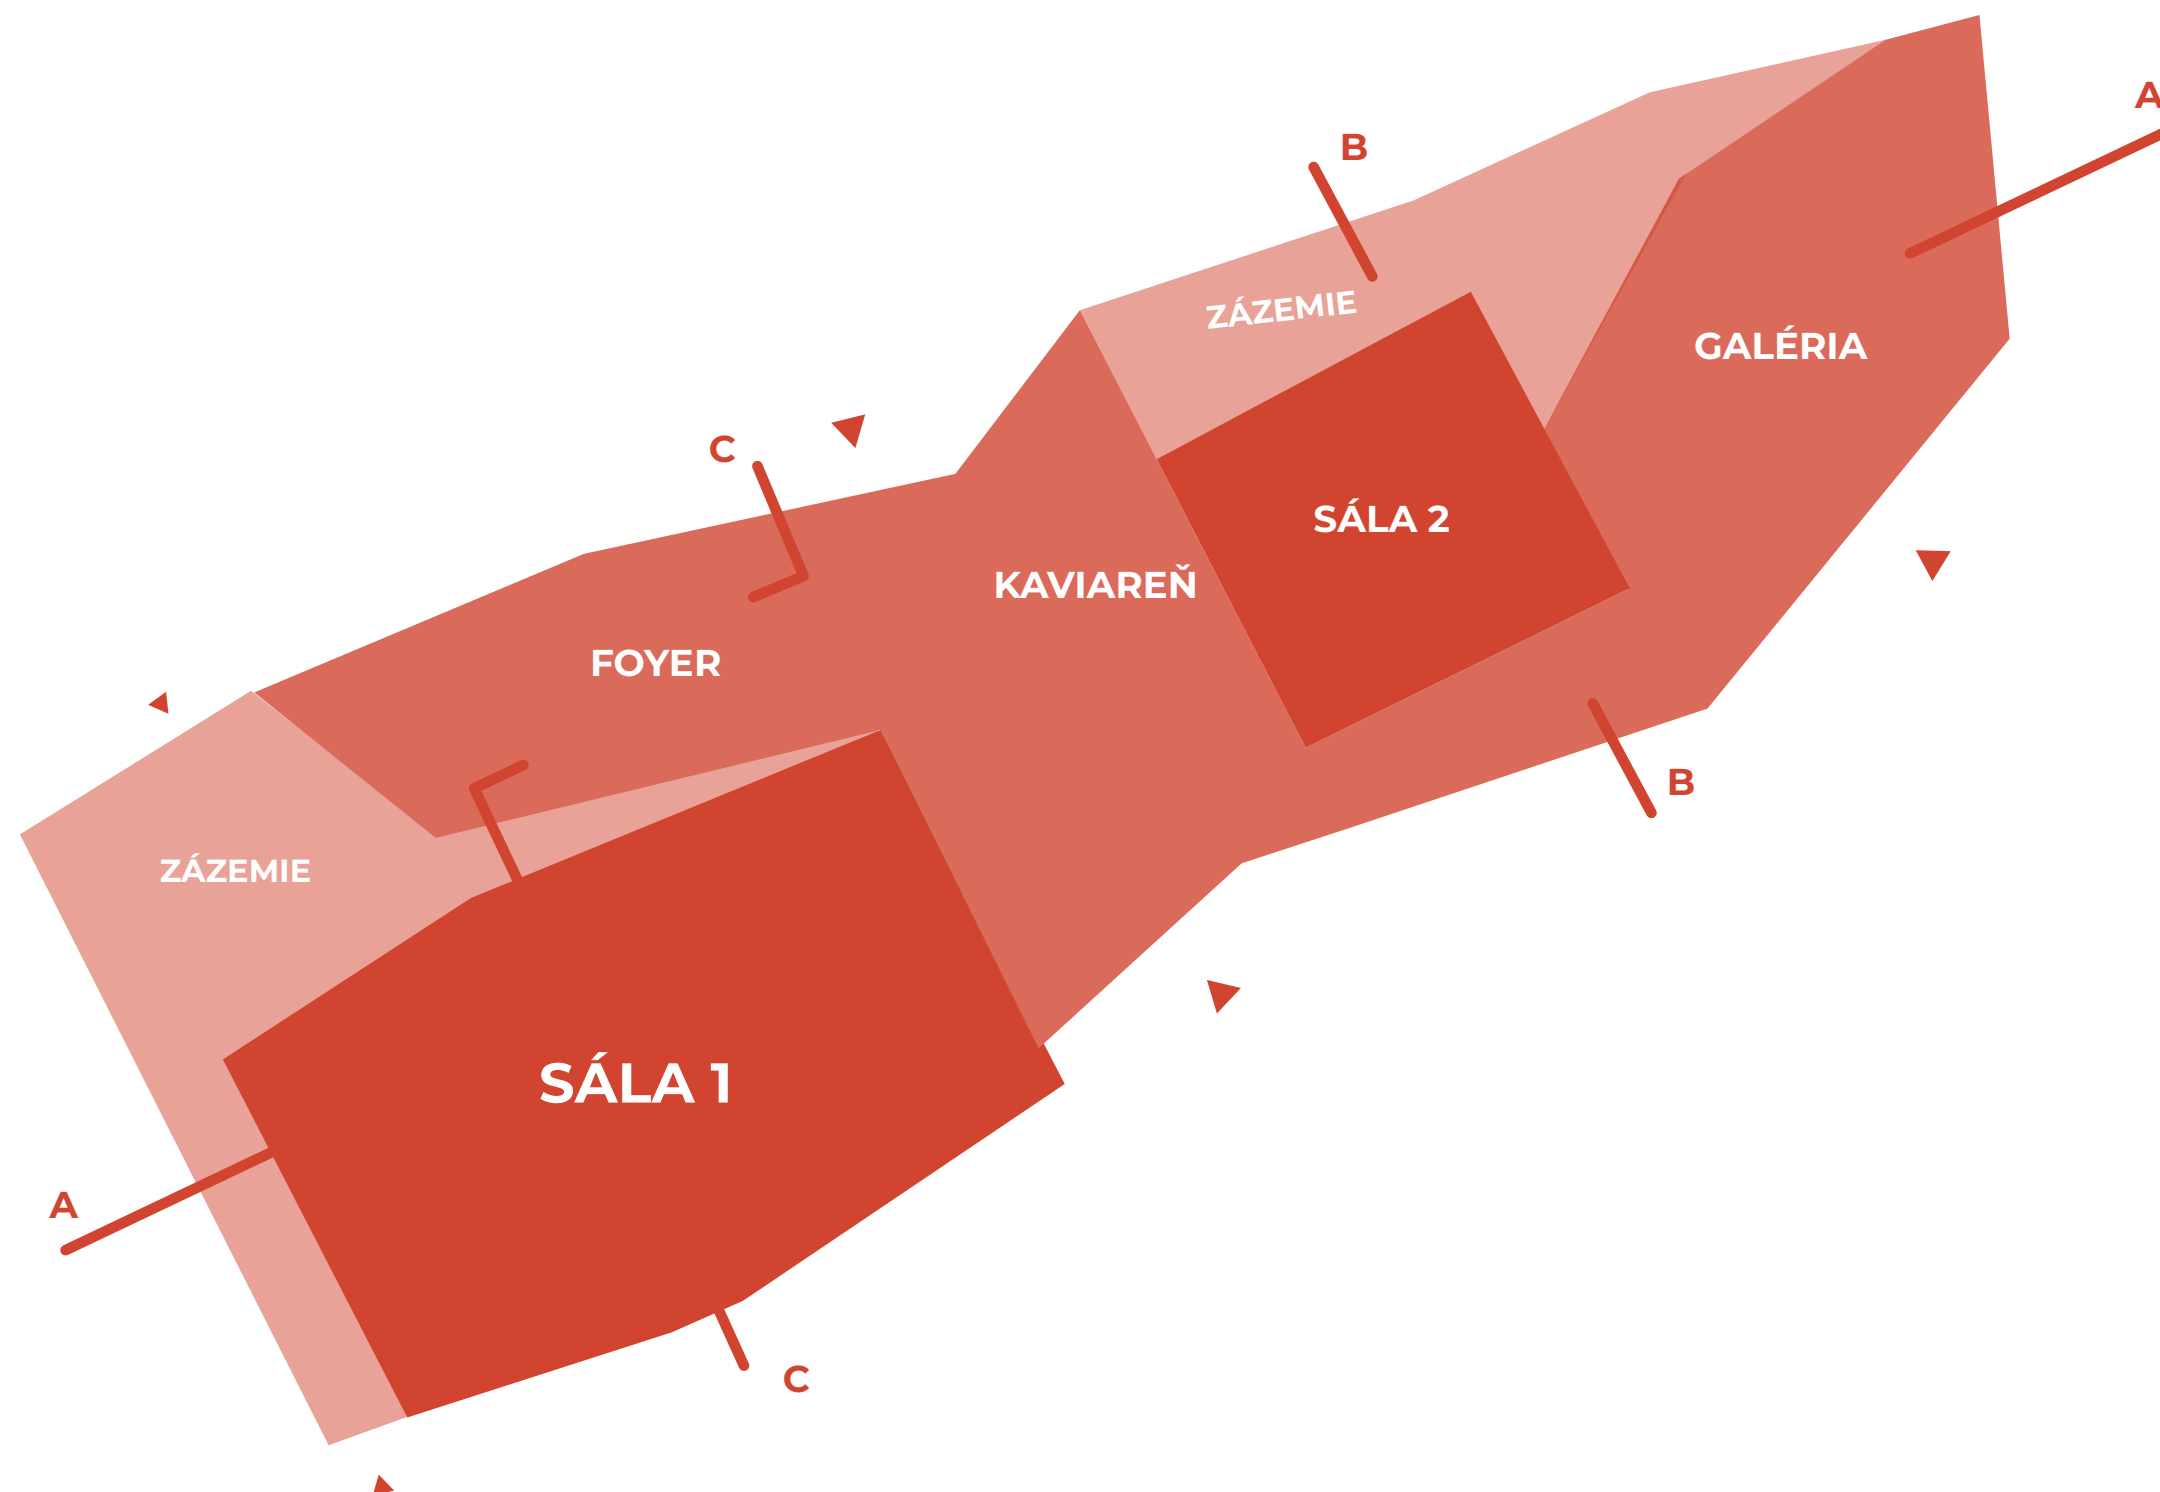 A
B
ZÁZEMIE
GALÉRIA
C
SÁLA 2
KAVIAREŇ
FOYER
B
ZÁZEMIE
SÁLA 1
A
C